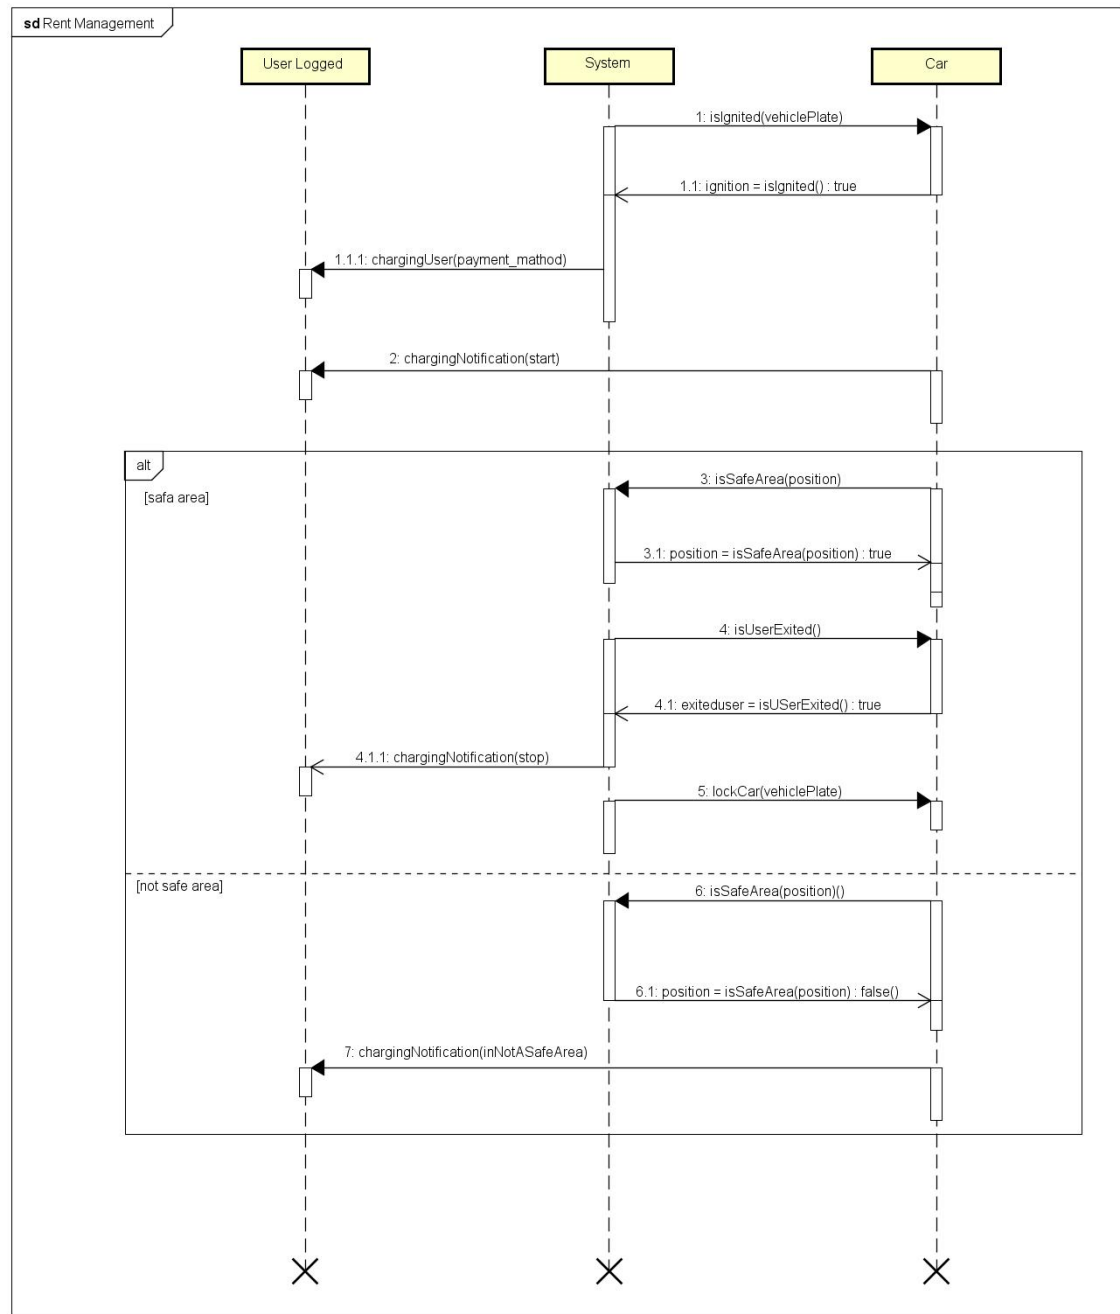 sd Rent Management
User Logged
System
Car
1: isIgnited(vehiclePlate)
1.1: ignition = isIgnited() : true
1.1.1: chargingUser(payment_mathod)
2: chargingNotification(start)
alt
3: isSafeArea(position)
[safa area]
3.1: position = isSafeArea(position) : true
4: isUserExited()
4.1: exiteduser = isUSerExited() : true
4.1.1: chargingNotification(stop)
5: lockCar(vehiclePlate)
[not safe area]
6: isSafeArea(position)()
6.1: position = isSafeArea(position) : false()
7: chargingNotification(inNotASafeArea)